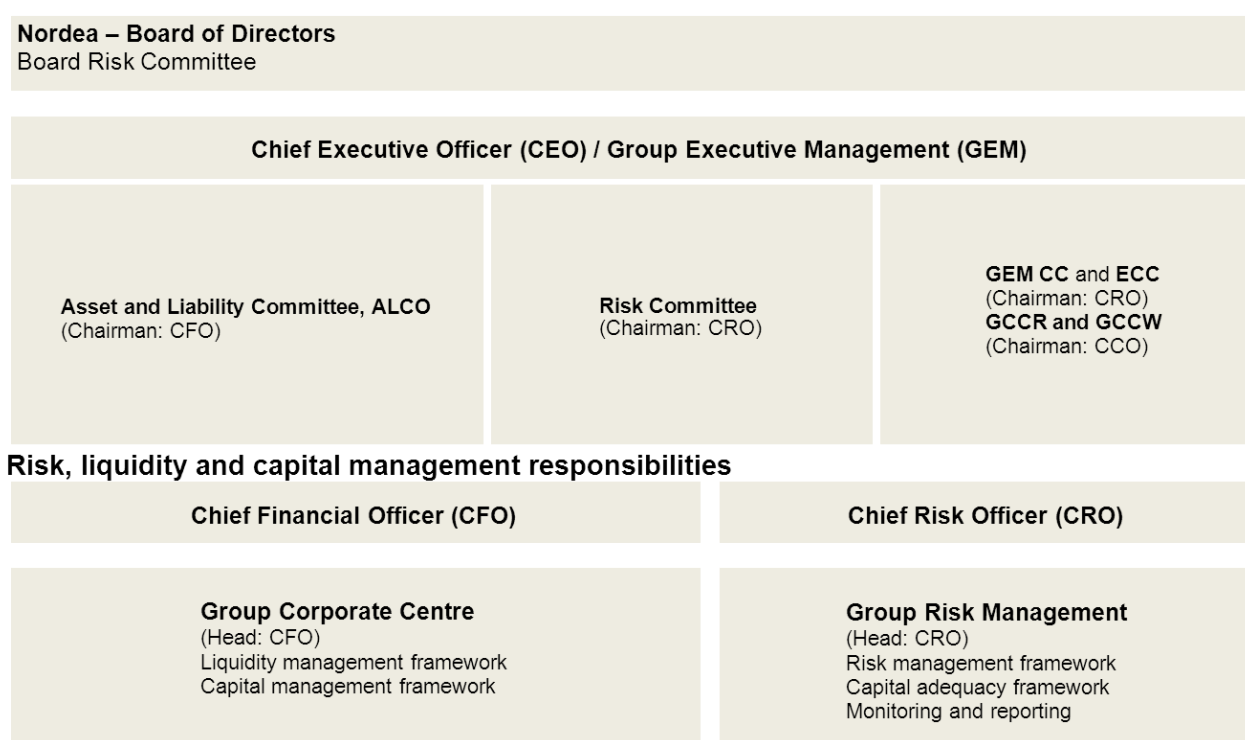 Nordea – Board of Directors
Board Risk Committee
Chief Executive Officer (CEO) / Group Executive Management (GEM)
Asset and Liability Committee, ALCO
(Chairman: CFO)
Risk Committee
(Chairman: CRO)
GEM CC and ECC
(Chairman: CRO)
GCCR and GCCW
(Chairman: CCO)
Risk, liquidity and capital management responsibilities
Chief Financial Officer (CFO)
Chief Risk Officer (CRO)
Group Corporate Centre
(Head: CFO)
Liquidity management framework
Capital management framework
Group Risk Management
(Head: CRO)
Risk management framework
Capital adequacy framework
Monitoring and reporting